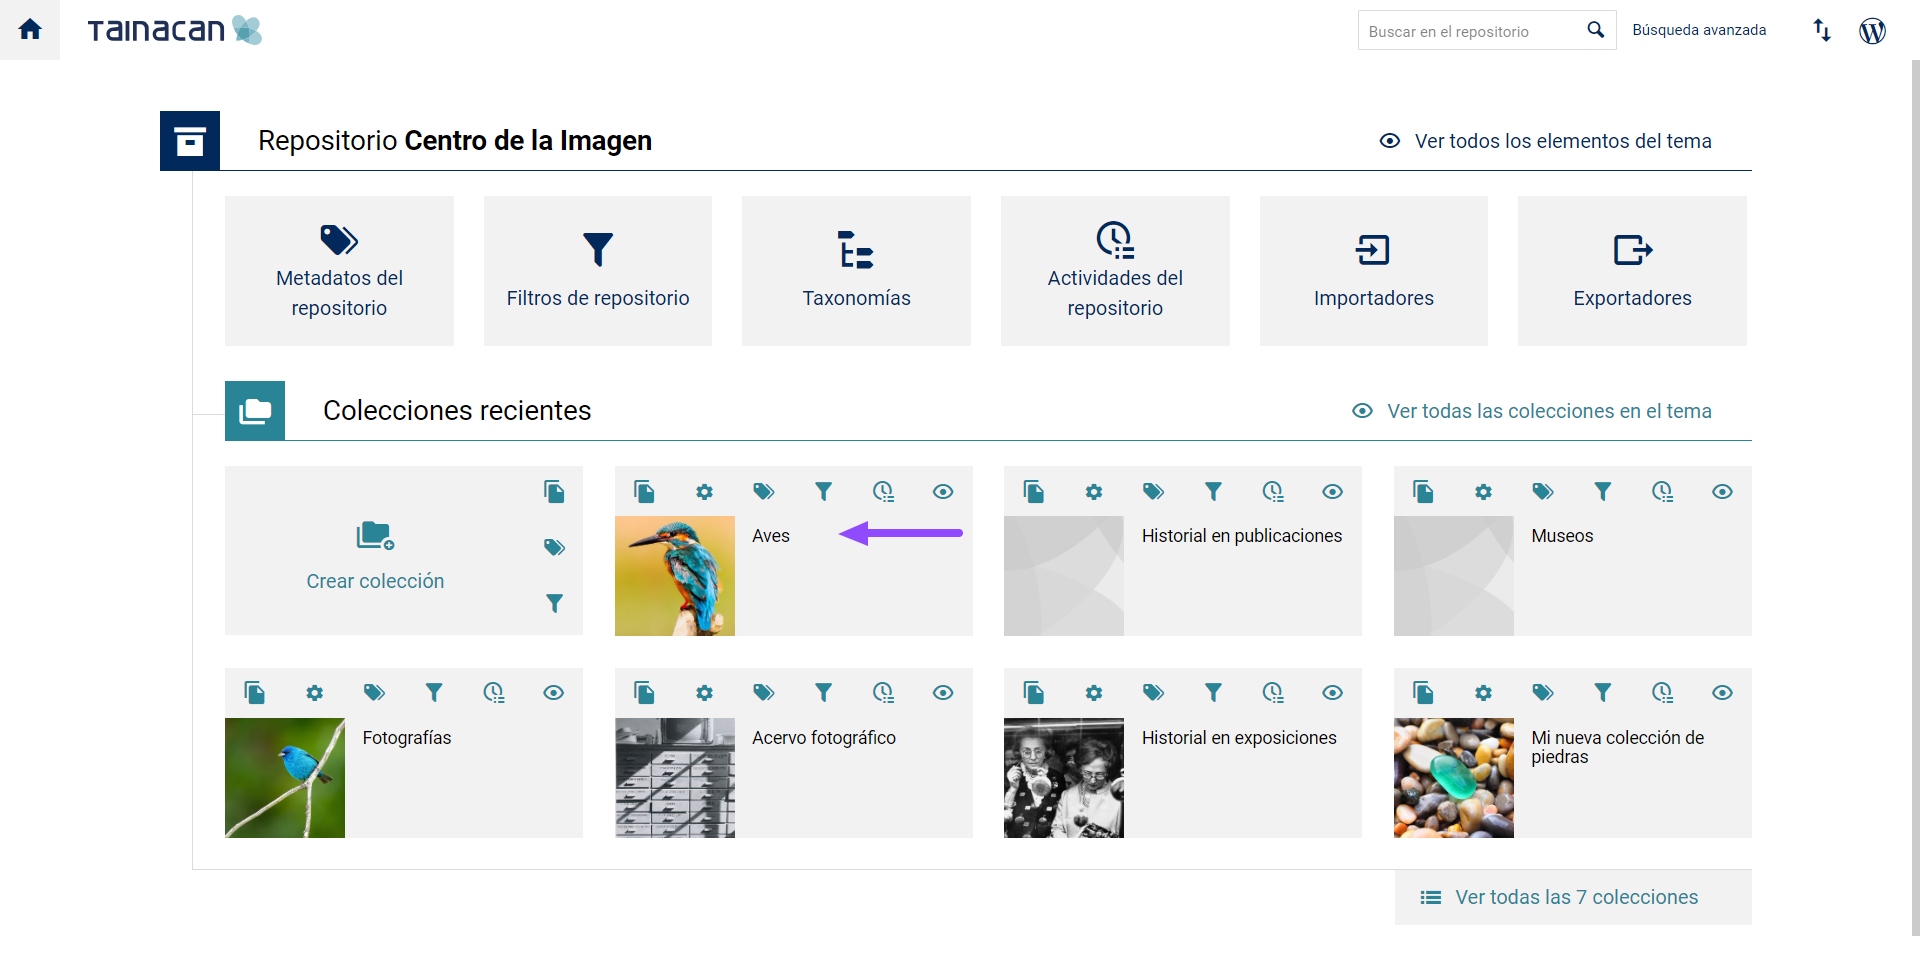 TAINACAN
Buscar en el repositorio
Búsqueda avanzada
Repositorio Centro de la Imagen
Ver todos los elementos del tema
Metadatos del
repositorio
Filtros de repositorio
Taxonomías
Actividades del
repositorio
Importadores
Exportadores
Colecciones recientes
Ver todas las colecciones en el tema
Crear colección
Aves
Historial en publicaciones
Museos
Fotografías
Acervo fotográfico
Historial en exposiciones
Mi nueva colección de
piedras
Ver todas las 7 colecciones